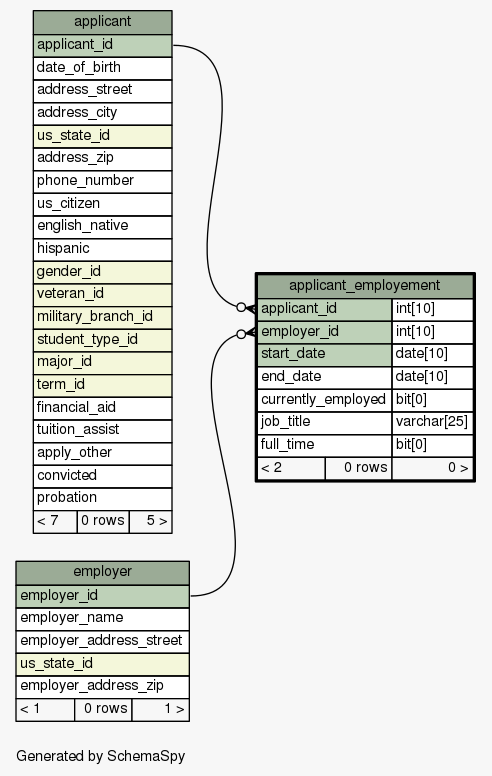 applicant
applicant_id
date_of_birth
address_street
address_city
us_state_id
address_zip
phone_number
us_citizen
english_native
hispanic
gender_id
veteran_id
military_branch_id
student_type_id
major_id
term_id
financial_aid
tuition_assist
apply_other
convicted
probation
< 7 0 rows 5 >
applicant_employement
applicant_id int[10]
employer_id int[10]
start_date date[10]
end_date date[10]
currently_employed bit[0]
job_title varchar[25]
full_time bit[0]
< 2 0 rows 0 >
employer
employer_id
employer_name
employer_address_street
us_state_id
employer_address_zip
< 1 0 rows 1 >
Generated by SchemaSpy